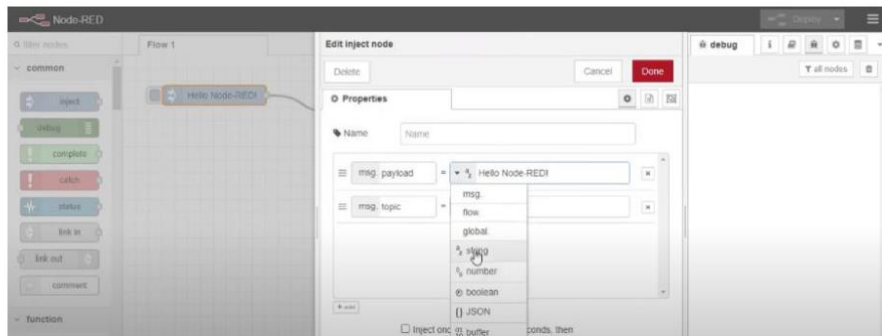 Node-RED
Deploy
filter nodes
Flow 1
Edit inject node
debug
i
Delete
Cancel
Done
all nodes
common
Properties
inject
Hello Node-RED!
debug
Name
Name
complete
msg. payload
=
Hello Node-RED!
catch
msg.
status
msg. topic
=
flow.
link in
global.
link out
string
number
comment
boolean
add
{} JSON
function
Inject onc
buffer
conds, then